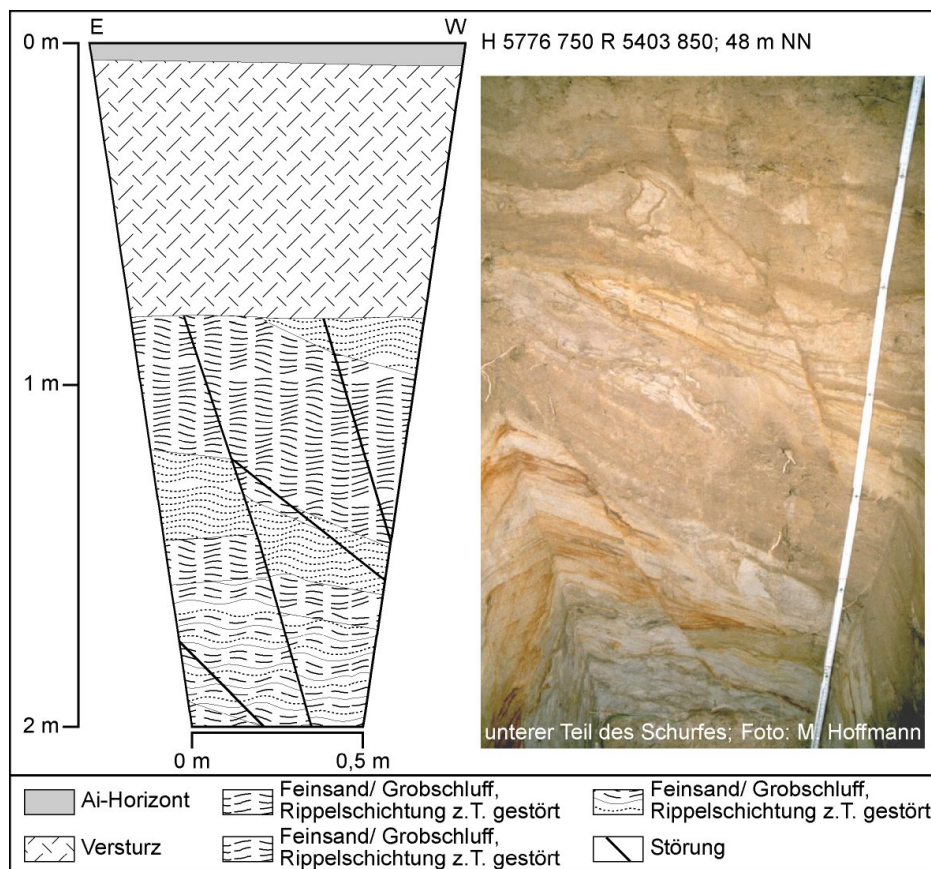 E
W
H 5776 750 R 5403 850; 48 m NN
0 m
1 m
2 m
0 m
0,5 m
unterer Teil des Schurfes; Foto: M. Hoffmann
Ai-Horizont
Versturz
Feinsand/ Grobschluff,
Rippelschichtung z.T. gestört
Feinsand/ Grobschluff,
Rippelschichtung z.T. gestört
Feinsand/ Grobschluff,
Rippelschichtung z.T. gestört
Störung